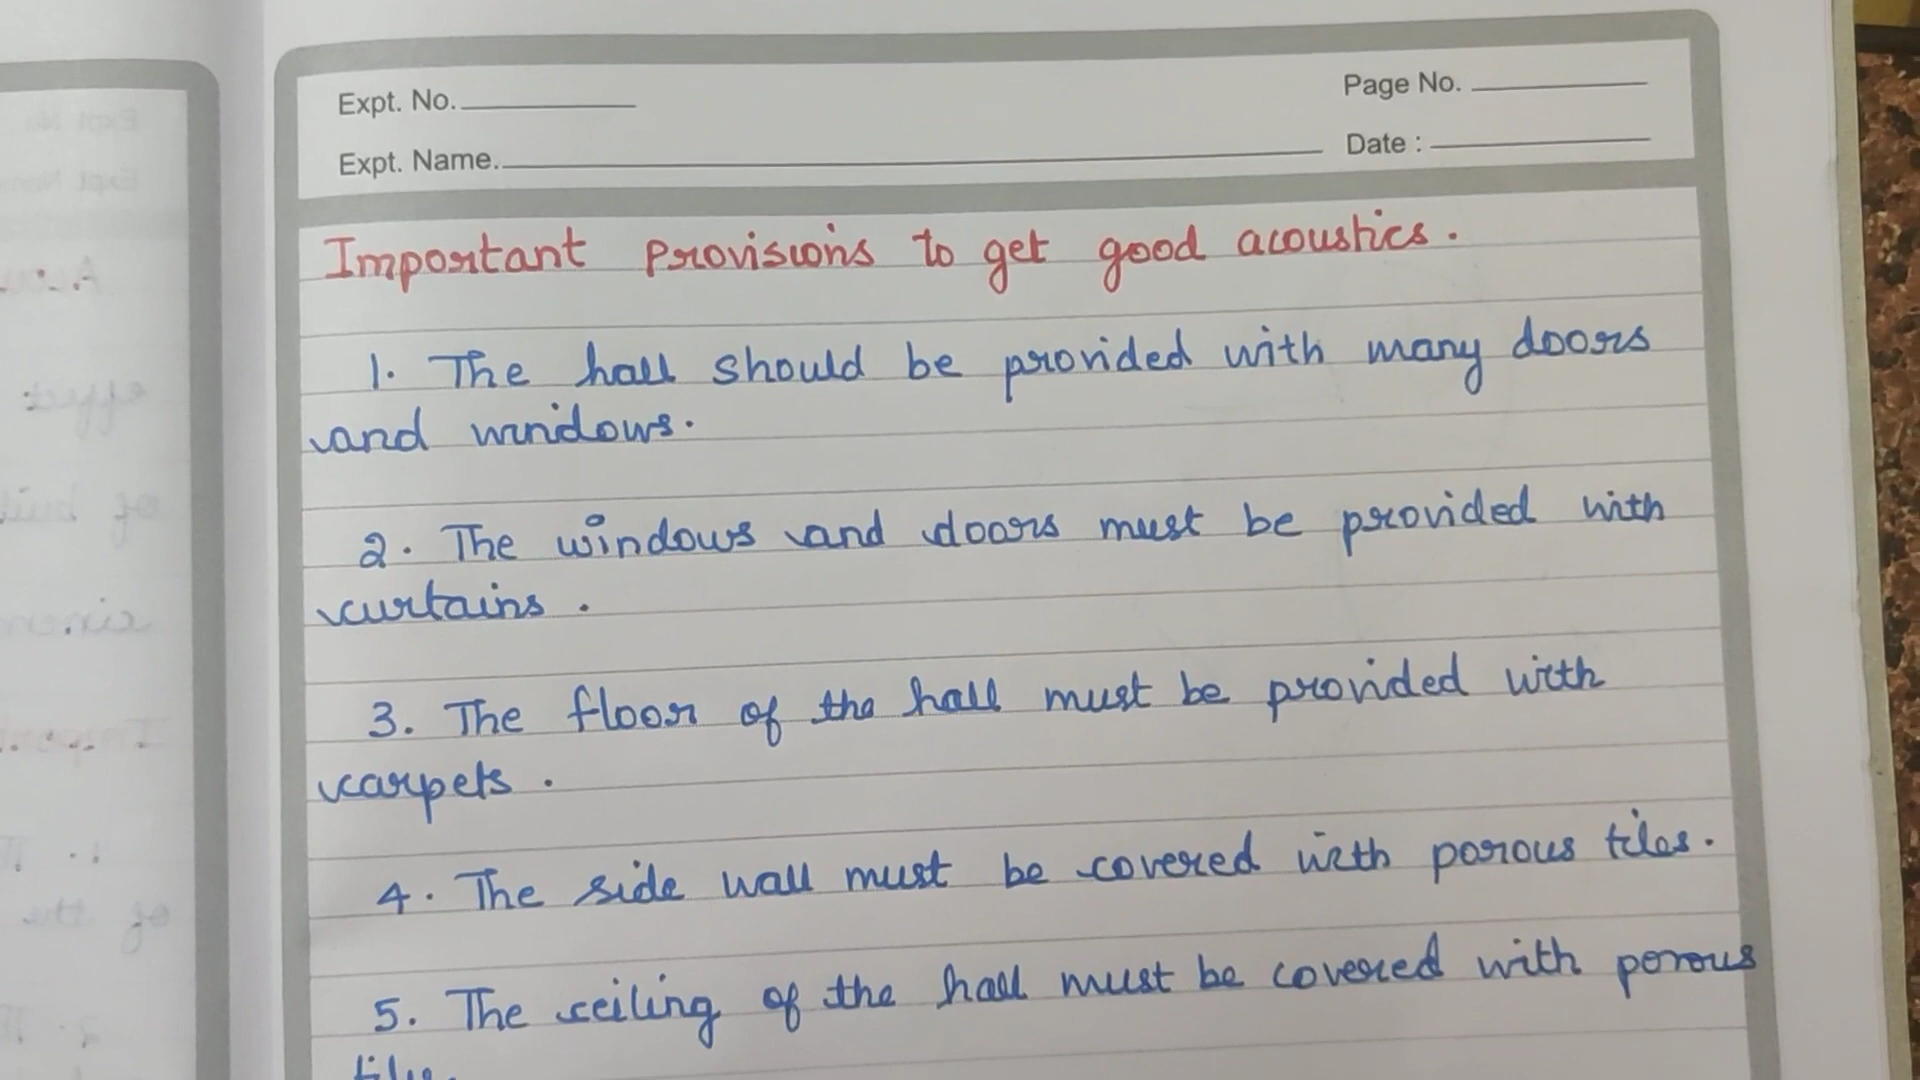 Expt. No.
Page No.
Expt. Name.
Date :
Important provisions to get good acoustics.
1. The hall should be provided with many doors
and windows.
2. The windows and doors must be provided with
curtains.
3. The floor of the hall must be provided with
carpets.
4. The side wall must be covered with porous tiles.
5. The ceiling of the hall must be covered with porous